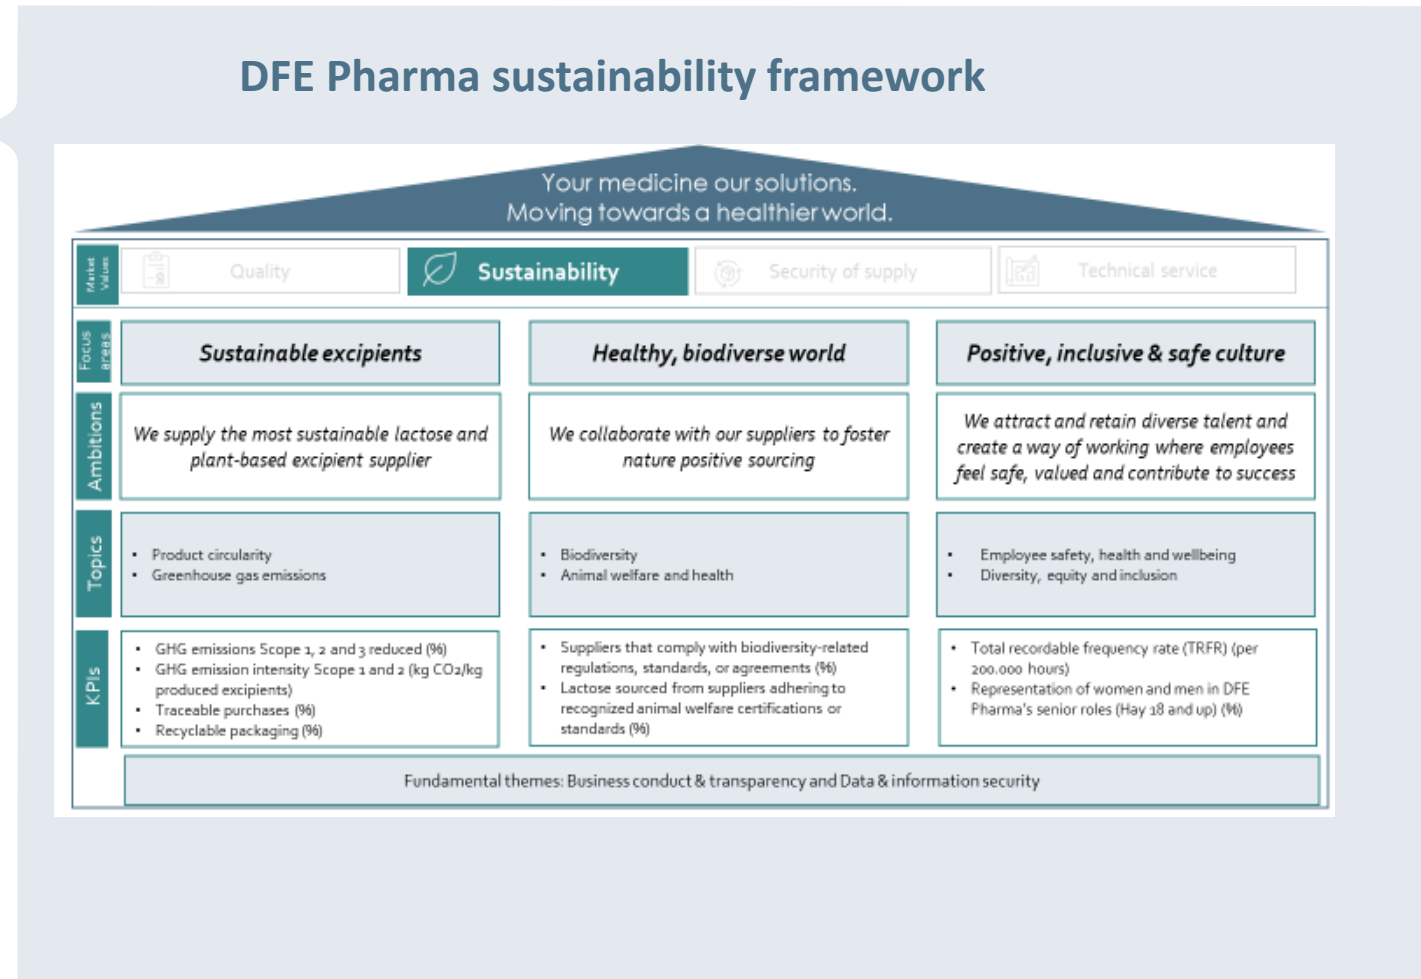 DFE Pharma sustainability framework
Your medicine our solutions.
Moving towards a healthier world.
Market
Values
Quality
Sustainability
Security of supply
Technical service
Focus
areas
Sustainable excipients
Healthy, biodiverse world
Positive, inclusive & safe culture
Ambitions
We supply the most sustainable lactose and
plant-based excipient supplier
We collaborate with our suppliers to foster
nature positive sourcing
We attract and retain diverse talent and
create a way of working where employees
feel safe, valued and contribute to success
Topics
• Product circularity
• Greenhouse gas emissions
• Biodiversity
• Animal welfare and health
• Employee safety, health and wellbeing
• Diversity, equity and inclusion
KPIs
• GHG emissions Scope 1, 2 and 3 reduced (%)
• GHG emission intensity Scope 1 and 2 (kg CO2/kg
produced excipients)
• Traceable purchases (%)
• Recyclable packaging (%)
• Suppliers that comply with biodiversity-related
regulations, standards, or agreements (%)
• Lactose sourced from suppliers adhering to
recognized animal welfare certifications or
standards (%)
• Total recordable frequency rate (TRFR) (per
200.000 hours)
• Representation of women and men in DFE
Pharma's senior roles (Hay 18 and up) (%)
Fundamental themes: Business conduct & transparency and Data & information security